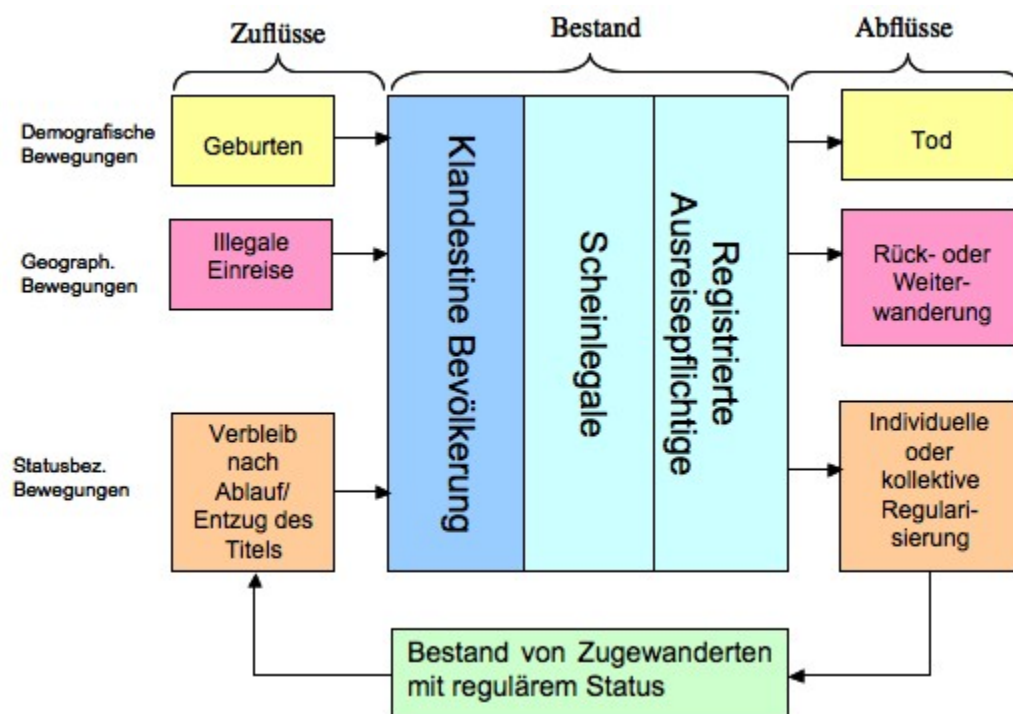 Zuflüsse
Bestand
Abflüsse
Demografische
Bewegungen
Geburten
Tod
Geograph.
Bewegungen
Illegale
Einreise
Rück- oder
Weiter-
wanderung
Statusbez.
Bewegungen
Verbleib
nach
Ablauf/
Entzug des
Titels
Klandestine Bevölkerung
Scheinlegale
Registrierte
Ausreisepflichtige
Individuelle
oder
kollektive
Regulari-
sierung
Bestand von Zugewanderten
mit regulärem Status